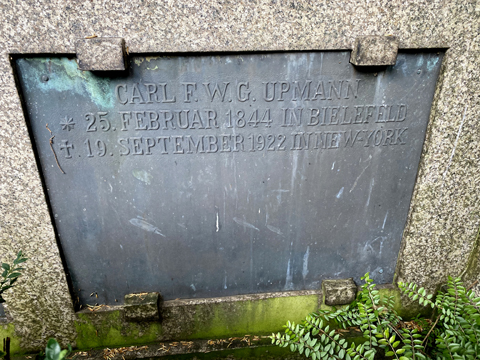 CARL F. W. G. UPMANN
* 25. FEBRUAR 1844 IN BIELEFELD
† 19. SEPTEMBER 1922 IN NEW-YORK